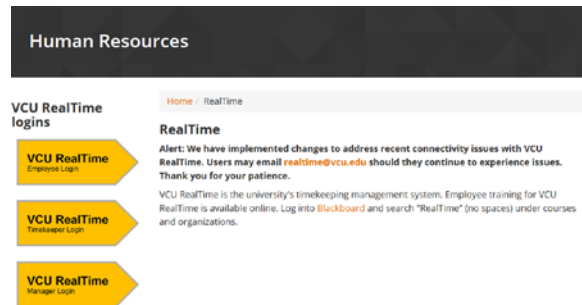 Human Resources
VCU RealTime
logins
VCU RealTime
Employee Login
VCU RealTime
Timekeeper Login
VCU RealTime
Manager Login
Home / RealTime
RealTime
Alert: We have implemented changes to address recent connectivity issues with VCU
RealTime. Users may email realtime@vcu.edu should they continue to experience issues.
Thank you for your patience.
VCU RealTime is the university's timekeeping management system. Employee training for VCU
RealTime is available online. Log into Blackboard and search "RealTime" (no spaces) under courses
and organizations.